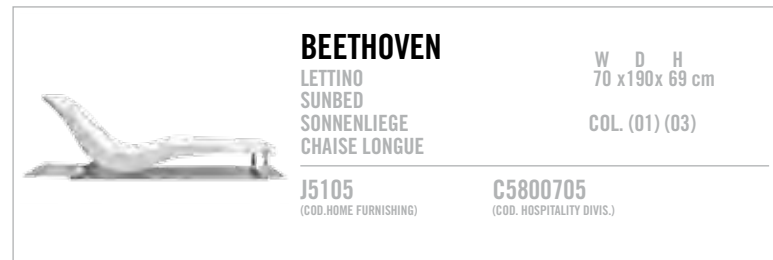 BEETHOVEN
LETTINO
SUNBED
SONNENLIEGE
CHAISE LONGUE
W D H
70 x190x 69 cm
COL. (01) (03)
J5105
(COD.HOME FURNISHING)
C5800705
(COD. HOSPITALITY DIVIS.)